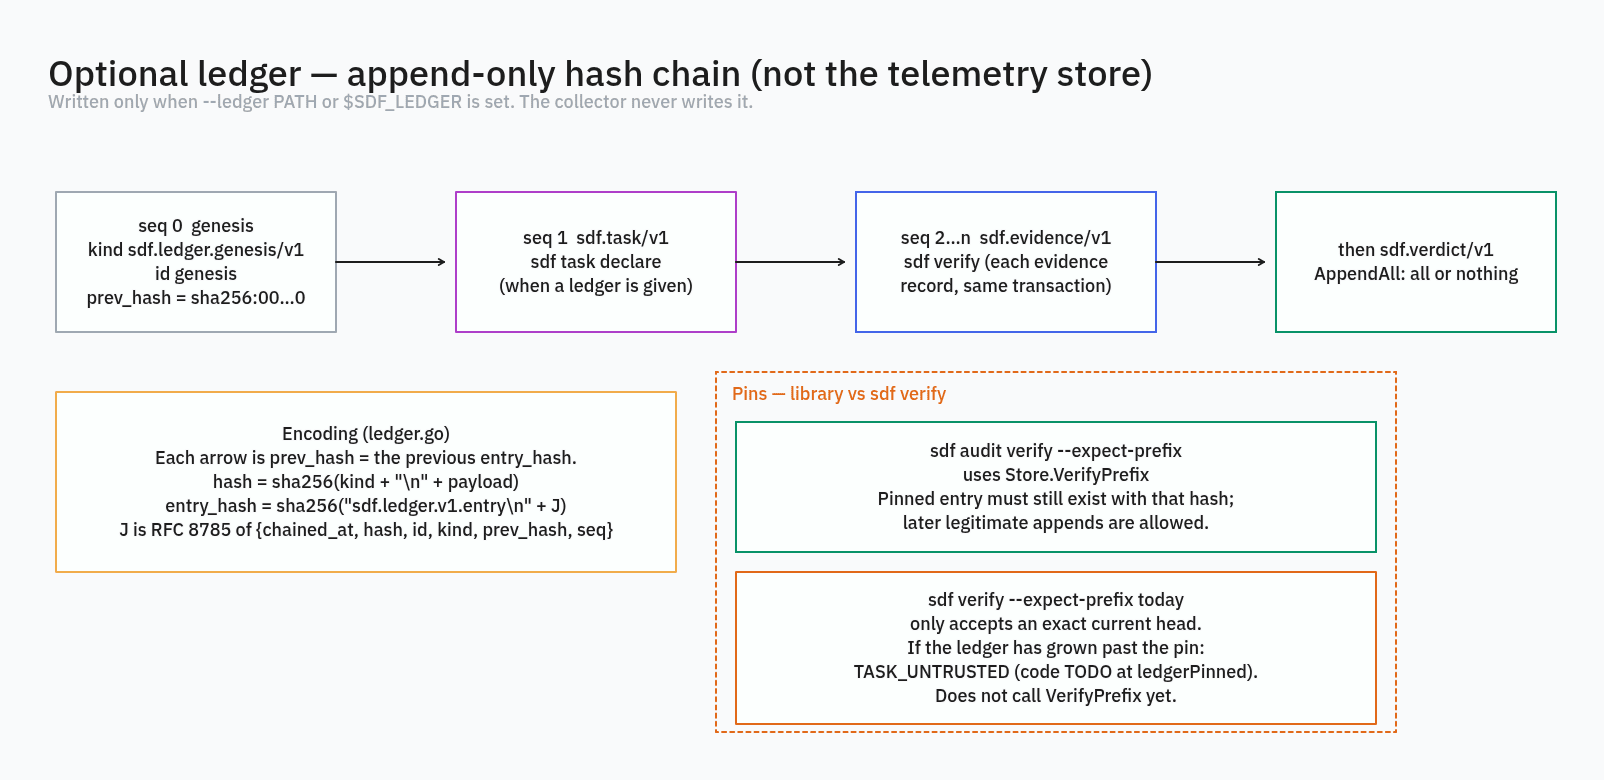 Optional ledger — append-only hash chain (not the telemetry store)
Written only when --ledger PATH or $SDF_LEDGER is set. The collector never writes it.
seq 0  genesis
kind sdf.ledger.genesis/v1
id genesis
prev_hash = sha256:00…0
seq 1  sdf.task/v1
sdf task declare
(when a ledger is given)
seq 2…n  sdf.evidence/v1
sdf verify (each evidence
record, same transaction)
then sdf.verdict/v1
AppendAll: all or nothing
Encoding (ledger.go)
Each arrow is prev_hash = the previous entry_hash.
hash = sha256(kind + "\n" + payload)
entry_hash = sha256("sdf.ledger.v1.entry\n" + J)
J is RFC 8785 of {chained_at, hash, id, kind, prev_hash, seq}
Pins — library vs sdf verify
sdf audit verify --expect-prefix
uses Store.VerifyPrefix
Pinned entry must still exist with that hash;
later legitimate appends are allowed.
sdf verify --expect-prefix today
only accepts an exact current head.
If the ledger has grown past the pin:
TASK_UNTRUSTED (code TODO at ledgerPinned).
Does not call VerifyPrefix yet.